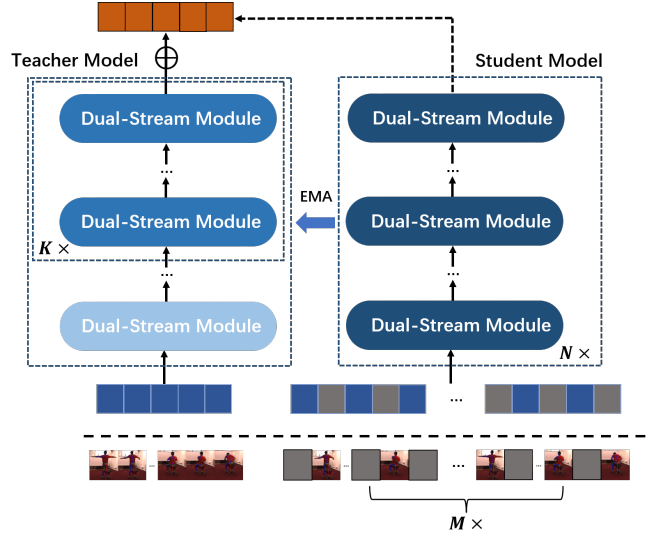 Teacher Model
Student Model
Dual-Stream Module
...
Dual-Stream Module
K ×
...
Dual-Stream Module
EMA
Dual-Stream Module
...
Dual-Stream Module
...
Dual-Stream Module
N ×
...
... ... ... ...
M ×